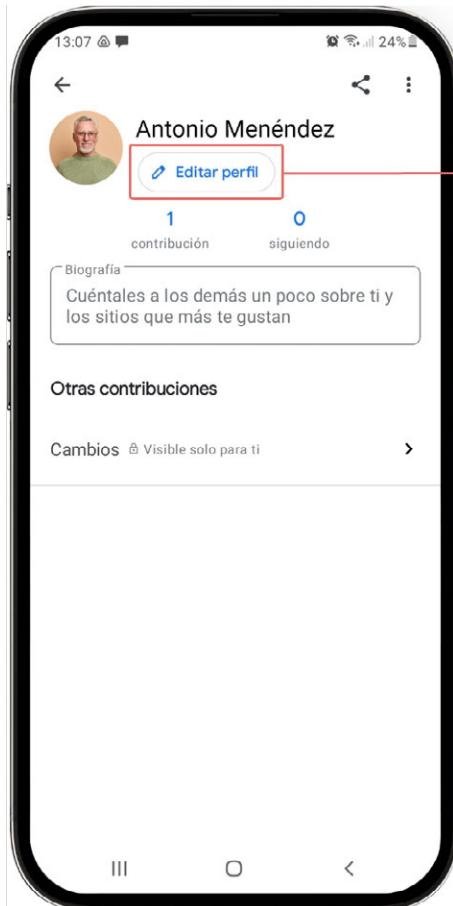 13:07 24%
Antonio Menéndez
Editar perfil
1 0
contribución siguiendo
Biografía
Cuéntales a los demás un poco sobre ti y
los sitios que más te gustan
Otras contribuciones
Cambios Visible solo para ti